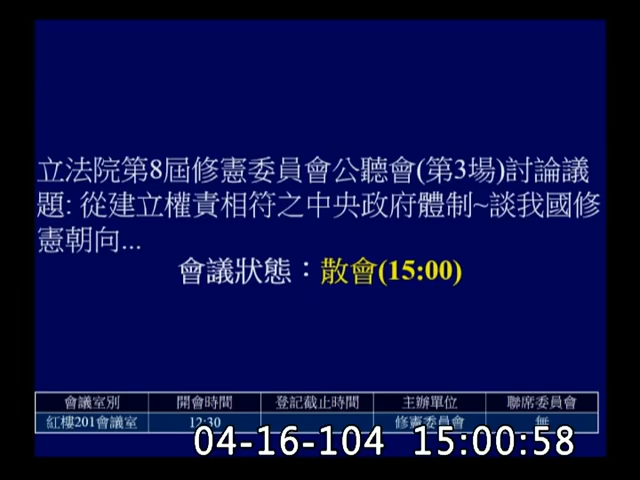 立法院第8屆修憲委員會公聽會(第3場)討論議
題: 從建立權責相符之中央政府體制~談我國修
憲朝向...
會議狀態：散會(15:00)
會議室別 開會時間 登記截止時間 主辦單位 聯席委員會
紅樓201會議室 12:30 修憲委員會 無
04-16-104 15:00:58